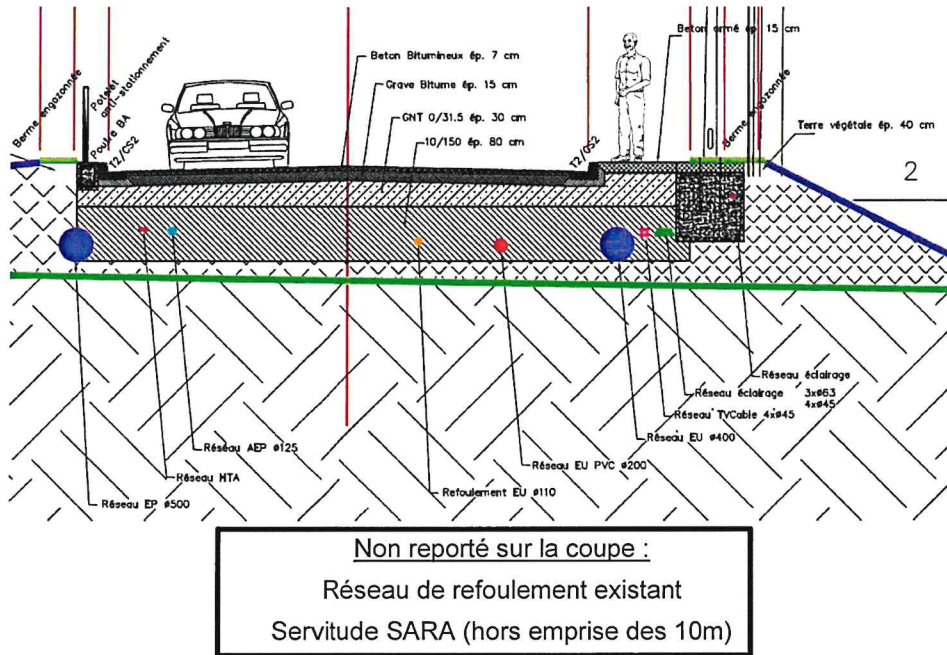 Berme engazonnée
Potelet
anti-stationnement
Poutre BA
T2/CS2
Beton Bitumineux ép. 7 cm
Grave Bitume ép. 15 cm
GNT 0/31.5 ép. 30 cm
10/150 ép. 80 cm
T2/CS2
Beton armé ép. 15 cm
Berme engazonnée
Terre végétale ép. 40 cm
2
Réseau éclairage
Réseau éclairage 3xø63
4xø45
Réseau TVCable 4xø45
Réseau EU ø400
Réseau AEP ø125
Réseau EU PVC ø200
Réseau MTA
Refoulement EU ø110
Réseau EP ø500
Non reporté sur la coupe :
Réseau de refoulement existant
Servitude SARA (hors emprise des 10m)